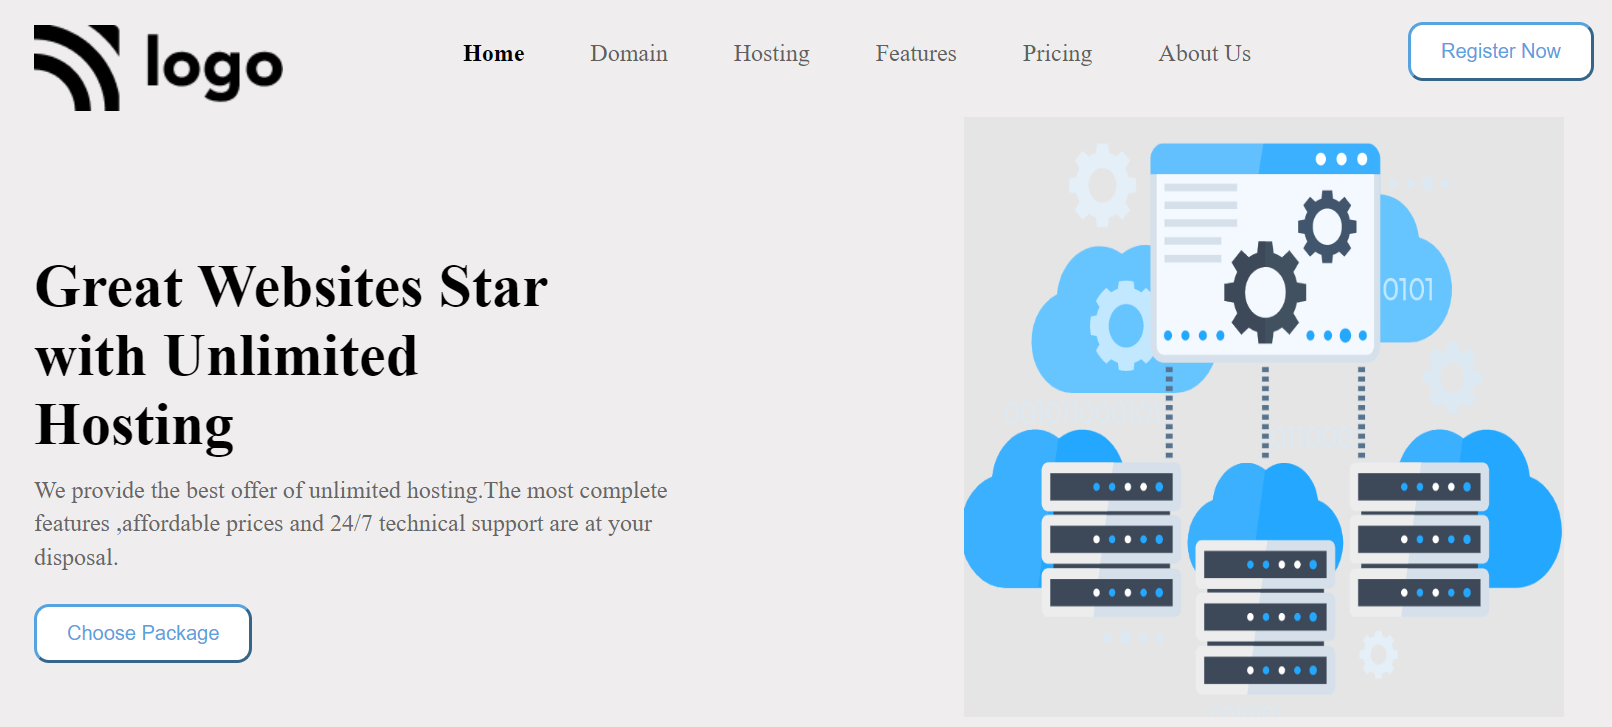 logo
Home Domain Hosting Features Pricing About Us
Register Now
Great Websites Star
with Unlimited
Hosting
We provide the best offer of unlimited hosting.The most complete
features ,affordable prices and 24/7 technical support are at your
disposal.
Choose Package
0101